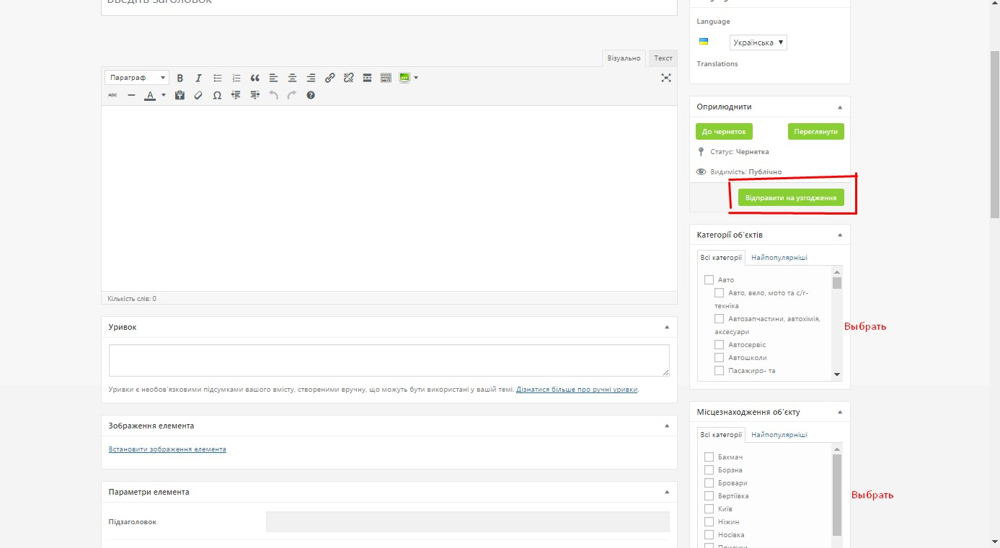 Введіть заголовок
Language
Українська
Translations
Візуально
Текст
Параграф
B I
ABC A Ω
Кількість слів: 0
Уривок
Уривки є необов'язковими підсумками вашого вмісту, створеними вручну, що можуть бути використані у вашій темі. Дізнатися більше про ручні уривки.
Зображення елемента
Встановити зображення елемента
Параметри елемента
Підзаголовок
Оприлюднити
До чернеток
Переглянути
Статус: Чернетка
Видимість: Публічно
Відправити на узгодження
Категорії об'єктів
Всі категорії
Найпопулярніші
Авто
Авто, вело, мото та с/г-
техніка
Автозапчастини, автохімія,
аксесуари
Автосервіс
Автошколи
Пасажиро- та
Выбрать
Місцезнаходження об'єкту
Всі категорії
Найпопулярніші
Бахмач
Борзна
Бровари
Вертіївка
Київ
Ніжин
Носівка
Прилуки
Выбрать